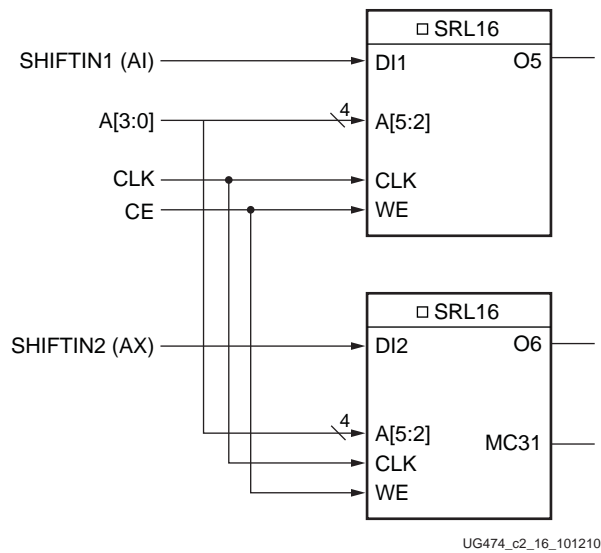 □ SRL16
SHIFTIN1 (AI)
DI1
O5
A[3:0]
4
A[5:2]
CLK
CLK
CE
WE
□ SRL16
SHIFTIN2 (AX)
DI2
O6
4
A[5:2]
MC31
CLK
WE
UG474_c2_16_101210